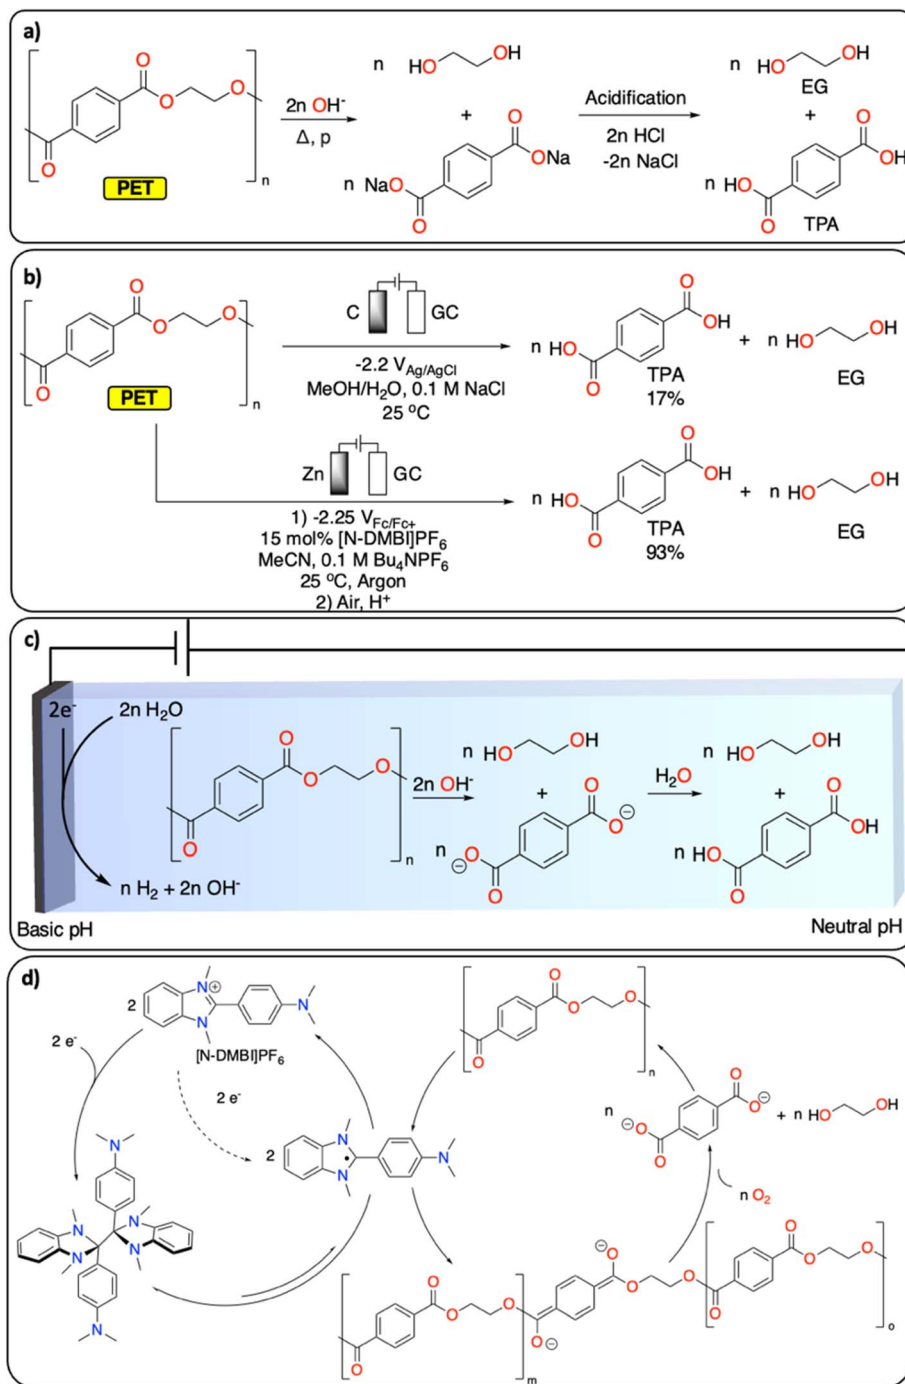 a)
O
O
O
O
n
PET
2n OH-
Δ, p
n HO OH
+
n NaO
O
O
ONa
Acidification
2n HCl
-2n NaCl
n HO OH
EG
+
n HO
O
O
OH
TPA
b)
O
O
O
O
n
PET
C GC
-2.2 VAg/AgCl
MeOH/H2O, 0.1 M NaCl
25 oC
n HO
O
O
OH
TPA
17%
+
n HO OH
EG
Zn GC
1) -2.25 VFc/Fc+
15 mol% [N-DMBI]PF6
MeCN, 0.1 M Bu4NPF6
25 oC, Argon
2) Air, H+
n HO
O
O
OH
TPA
93%
+
n HO OH
EG
c)
2e- 2n H2O
n H2 + 2n OH-
O
O
O
O
n
2n OH-
n HO OH
+
n O
O
O
O
H2O
n HO OH
+
n HO
O
O
OH
Basic pH Neutral pH
d)
2
N
N
N
[N-DMBI]PF6
2 e-
2 e-
2
N
N
N
N
N N
N N
N
O
O
O
O
n
n O
O
O
O
+ n HO OH
n O2
O
O
O
O
m
O
O
O
O
O
O
O
o